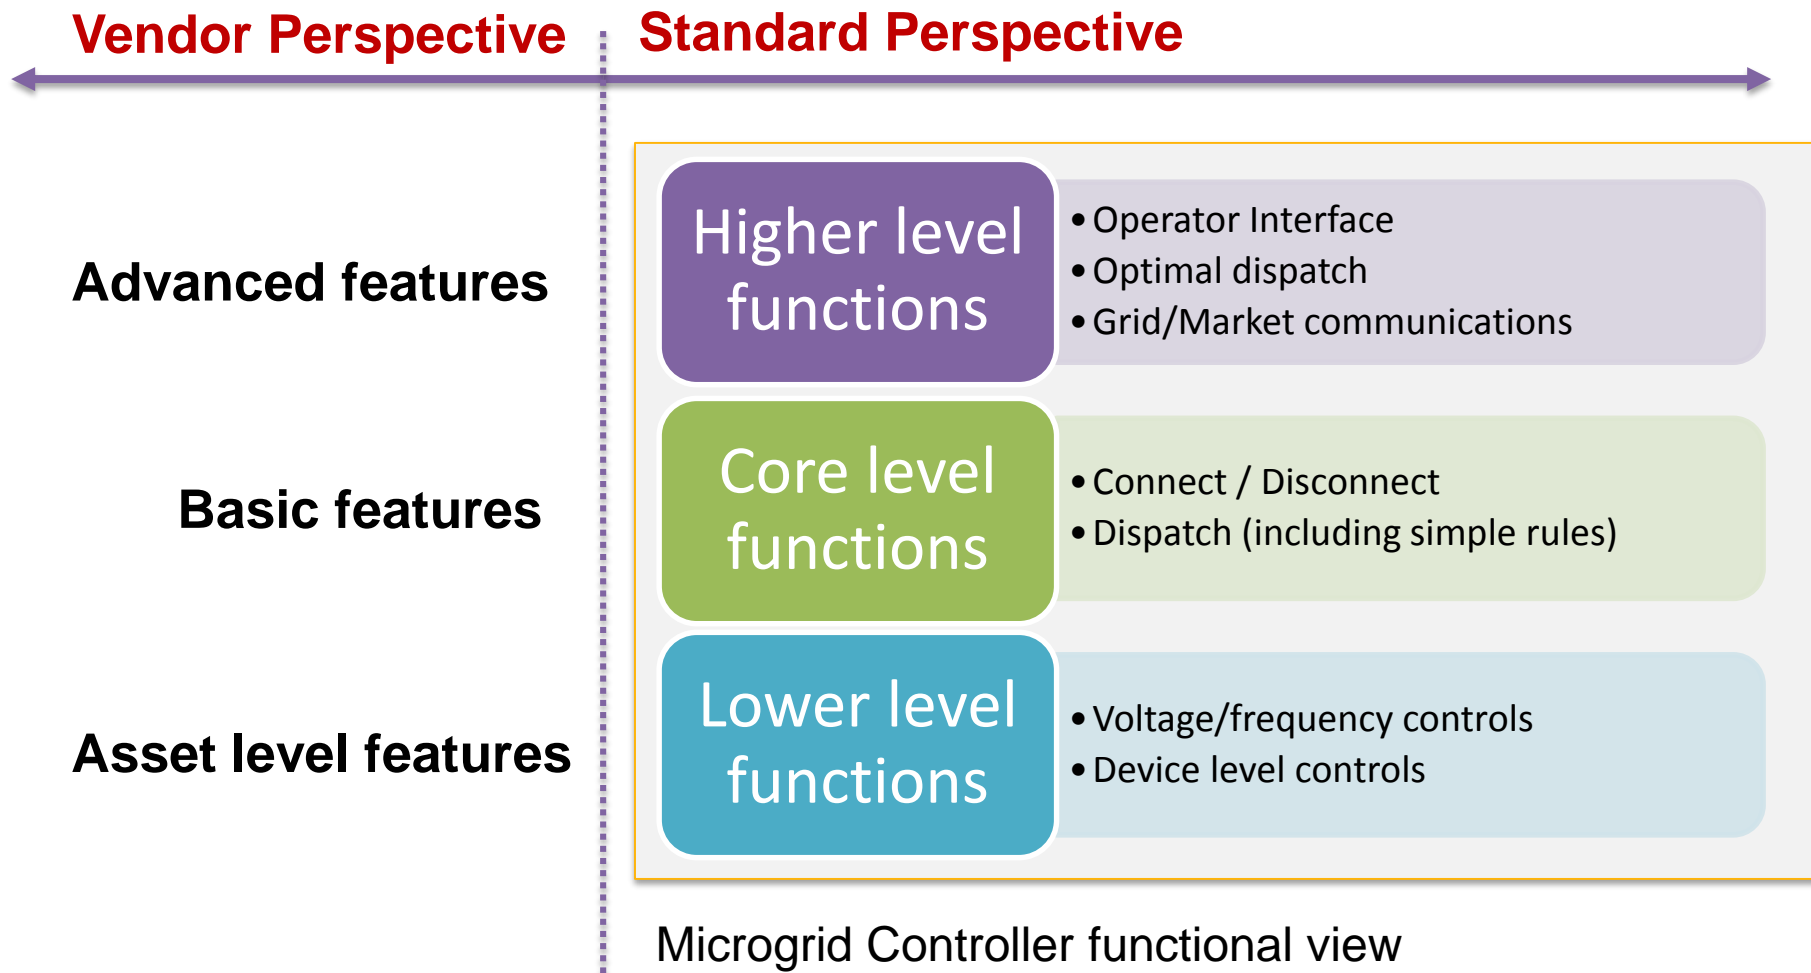 Vendor Perspective
Standard Perspective
Advanced features
Higher level
functions
• Operator Interface
• Optimal dispatch
• Grid/Market communications
Basic features
Core level
functions
• Connect / Disconnect
• Dispatch (including simple rules)
Asset level features
Lower level
functions
• Voltage/frequency controls
• Device level controls
Microgrid Controller functional view